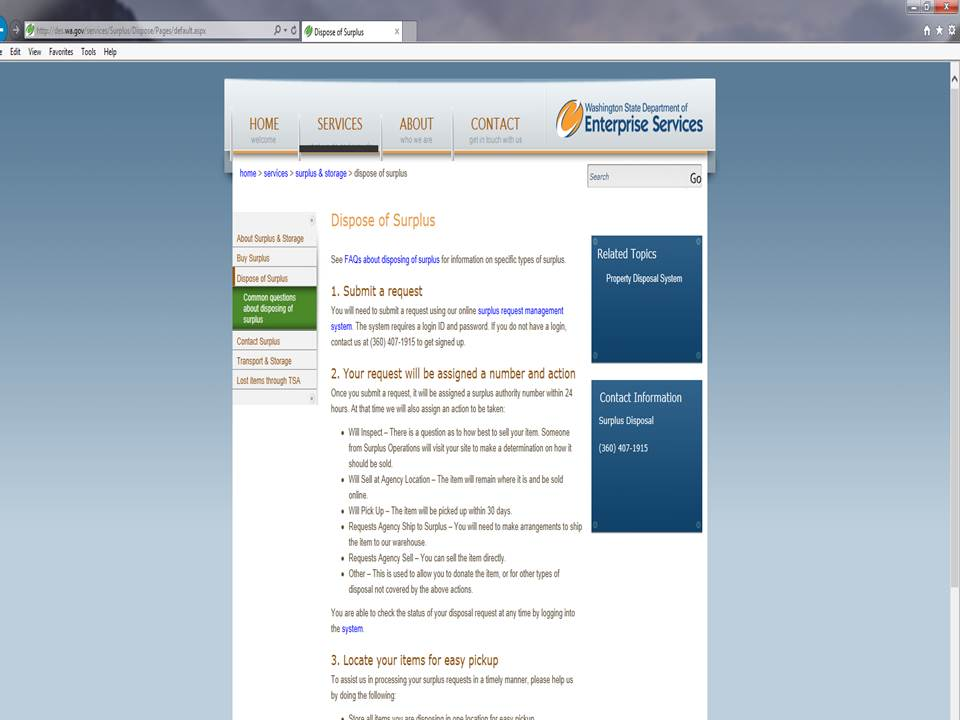 http://des.wa.gov/services/Surplus/Dispose/Pages/default.aspx
Dispose of Surplus
Edit View Favorites Tools Help
HOME
welcome
SERVICES
ABOUT
who we are
CONTACT
get in touch with us
Washington State Department of
Enterprise Services
home > services > surplus & storage > dispose of surplus
Search
Go
About Surplus & Storage
Buy Surplus
Dispose of Surplus
Common questions
about disposing of
surplus
Contact Surplus
Transport & Storage
Lost items through TSA
Dispose of Surplus
See FAQs about disposing of surplus for information on specific types of surplus.
1. Submit a request
You will need to submit a request using our online surplus request management
system. The system requires a login ID and password. If you do not have a login,
contact us at (360) 407-1915 to get signed up.
2. Your request will be assigned a number and action
Once you submit a request, it will be assigned a surplus authority number within 24
hours. At that time we will also assign an action to be taken:
• Will Inspect – There is a question as to how best to sell your item. Someone
from Surplus Operations will visit your site to make a determination on how it
should be sold.
• Will Sell at Agency Location – The item will remain where it is and be sold
online.
• Will Pick Up – The item will be picked up within 30 days.
• Requests Agency Ship to Surplus – You will need to make arrangements to ship
the item to our warehouse.
• Requests Agency Sell – You can sell the item directly.
• Other – This is used to allow you to donate the item, or for other types of
disposal not covered by the above actions.
You are able to check the status of your disposal request at any time by logging into
the system.
3. Locate your items for easy pickup
To assist us in processing your surplus requests in a timely manner, please help us
by doing the following:
• Store all items you are disposing in one location for easy pickup
Related Topics
Property Disposal System
Contact Information
Surplus Disposal
(360) 407-1915